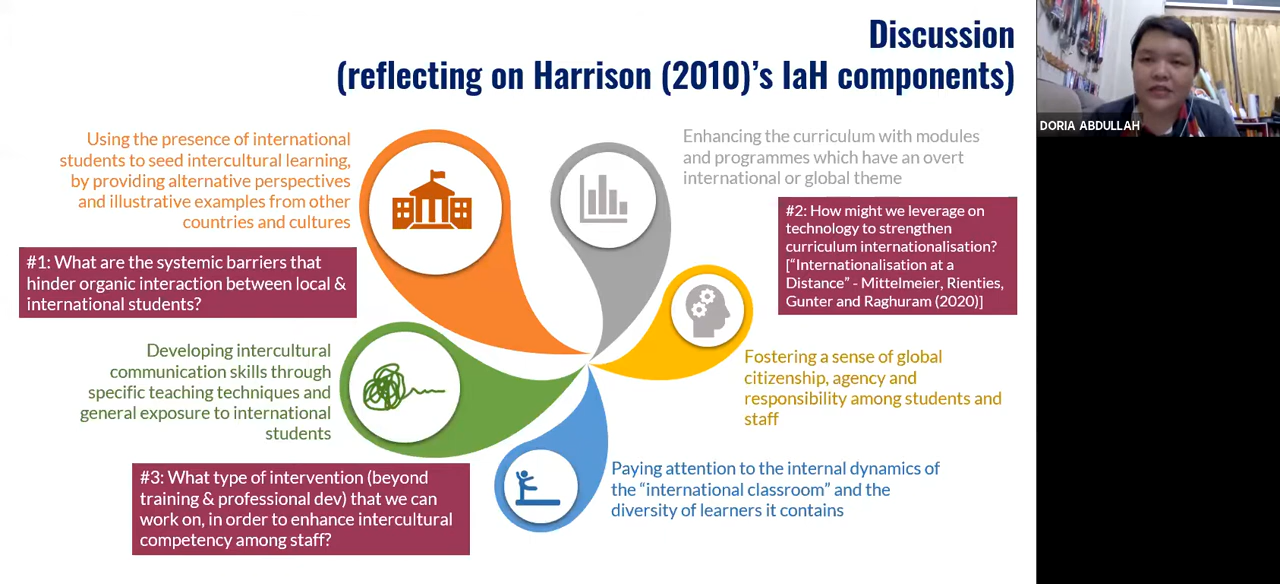 Discussion
(reflecting on Harrison (2010)’s IaH components)
DORIA ABDULLAH
Using the presence of international
students to seed intercultural learning,
by providing alternative perspectives
and illustrative examples from other
countries and cultures
#1: What are the systemic barriers that
hinder organic interaction between local &
international students?
Enhancing the curriculum with modules
and programmes which have an overt
international or global theme
#2: How might we leverage on
technology to strengthen
curriculum internationalisation?
[“Internationalisation at a
Distance” - Mittelmeier, Rienties,
Gunter and Raghuram (2020)]
Developing intercultural
communication skills through
specific teaching techniques and
general exposure to international
students
Fostering a sense of global
citizenship, agency and
responsibility among students and
staff
#3: What type of intervention (beyond
training & professional dev) that we can
work on, in order to enhance intercultural
competency among staff?
Paying attention to the internal dynamics of
the “international classroom” and the
diversity of learners it contains